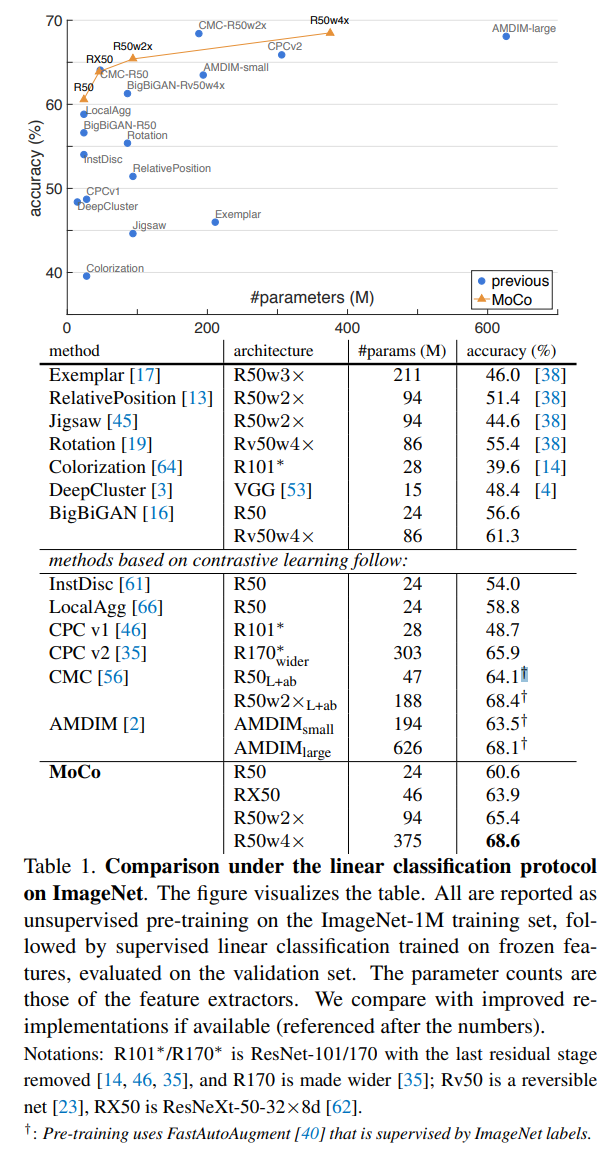 70
60
50
40
accuracy (%)
CMC-R50w2x
R50w4x
AMDIM-large
R50w2x
CPCv2
RX50
CMC-R50
AMDIM-small
R50
BigBiGAN-Rv50w4x
LocalAgg
BigBiGAN-R50
Rotation
InstDisc
RelativePosition
CPCv1
DeepCluster
Exemplar
Jigsaw
Colorization
previous
MoCo
#parameters (M)
0 200 400 600
method architecture #params (M) accuracy (%)
Exemplar [17] R50w3× 211 46.0 [38]
RelativePosition [13] R50w2× 94 51.4 [38]
Jigsaw [45] R50w2× 94 44.6 [38]
Rotation [19] Rv50w4× 86 55.4 [38]
Colorization [64] R101* 28 39.6 [14]
DeepCluster [3] VGG [53] 15 48.4 [4]
BigBiGAN [16] R50 24 56.6
Rv50w4× 86 61.3
methods based on contrastive learning follow:
InstDisc [61] R50 24 54.0
LocalAgg [66] R50 24 58.8
CPC v1 [46] R101* 28 48.7
CPC v2 [35] R170*wider 303 65.9
CMC [56] R50L+ab 47 64.1†
R50w2×L+ab 188 68.4†
AMDIM [2] AMDIMsmall 194 63.5†
AMDIMlarge 626 68.1†
MoCo R50 24 60.6
RX50 46 63.9
R50w2× 94 65.4
R50w4× 375 68.6
Table 1. Comparison under the linear classification protocol
on ImageNet. The figure visualizes the table. All are reported as
unsupervised pre-training on the ImageNet-1M training set, fol-
lowed by supervised linear classification trained on frozen fea-
tures, evaluated on the validation set. The parameter counts are
those of the feature extractors. We compare with improved re-
implementations if available (referenced after the numbers).
Notations: R101*/R170* is ResNet-101/170 with the last residual stage
removed [14, 46, 35], and R170 is made wider [35]; Rv50 is a reversible
net [23], RX50 is ResNeXt-50-32×8d [62].
†: Pre-training uses FastAutoAugment [40] that is supervised by ImageNet labels.